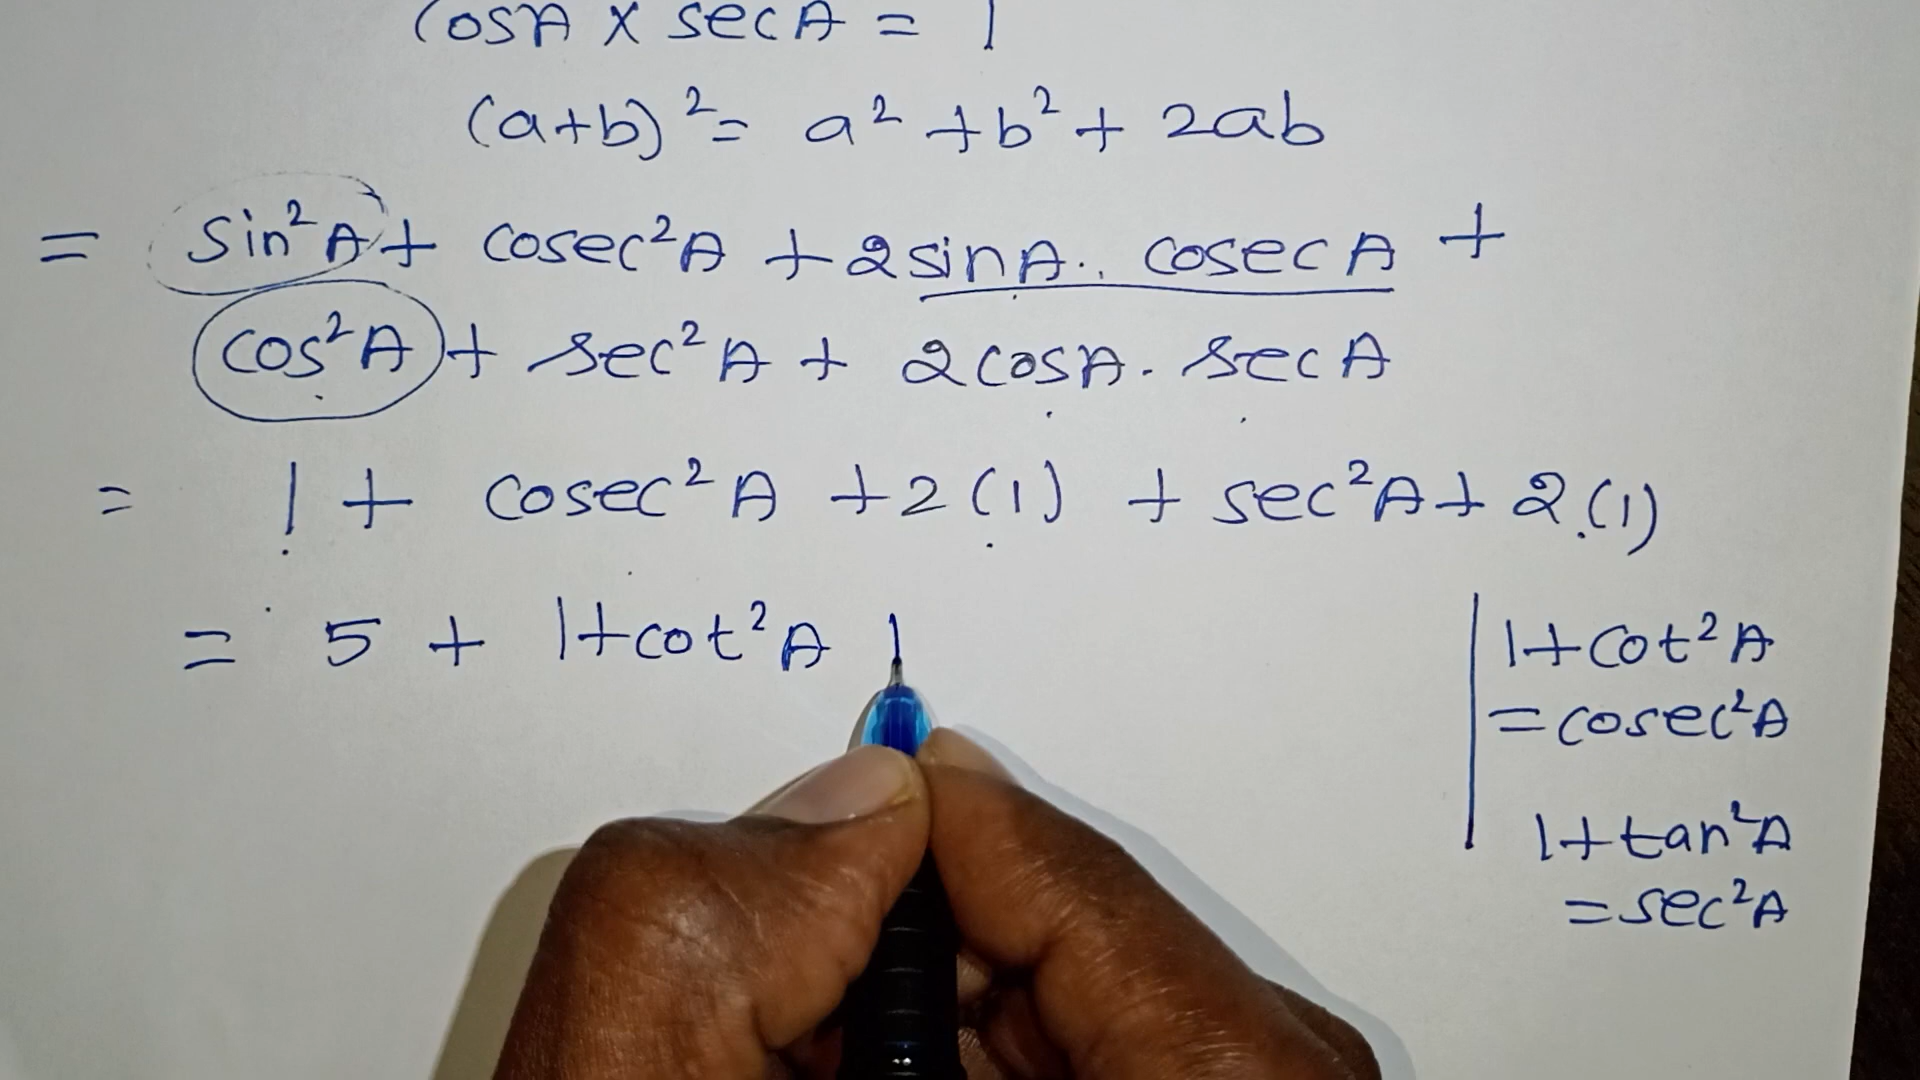 cosA × secA = 1
(a+b)² = a² + b² + 2ab
= sin²A + cosec²A + 2sinA . cosecA +
cos²A + sec²A + 2cosA . secA
= 1 + cosec²A + 2(1) + sec²A + 2.(1)
= 5 + 1+cot²A 1
1+cot²A
= cosec²A
1+tan²A
= sec²A